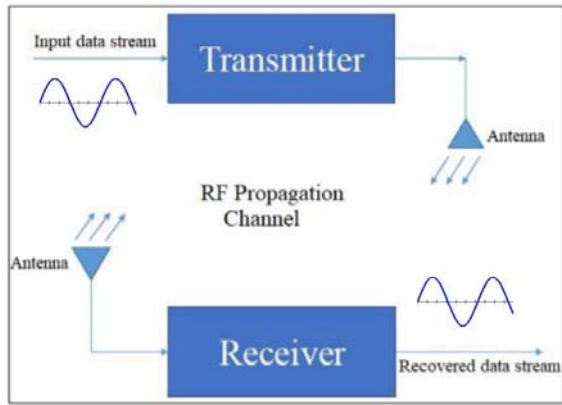 Input data stream
Transmitter
Antenna
RF Propagation
Channel
Antenna
Receiver
Recovered data stream